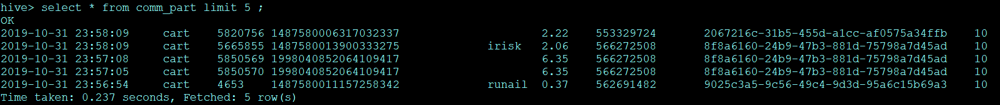 hive> select * from comm_part limit 5 ;
OK
2019-10-31 23:58:09 cart 5820756 1487580006317032337 2.22 553329724 2067216c-31b5-455d-a1cc-af0575a34ffb 10
2019-10-31 23:58:09 cart 5665855 1487580013900333275 irisk 2.06 566272508 8f8a6160-24b9-47b3-881d-75798a7d45ad 10
2019-10-31 23:57:08 cart 5850569 1998040852064109417 6.35 566272508 8f8a6160-24b9-47b3-881d-75798a7d45ad 10
2019-10-31 23:57:05 cart 5850570 1998040852064109417 6.35 566272508 8f8a6160-24b9-47b3-881d-75798a7d45ad 10
2019-10-31 23:56:54 cart 4653 1487580011157258342 runail 0.37 562691482 9025c3a5-9c56-49c4-9d3d-95a6c15b69a3 10
Time taken: 0.237 seconds, Fetched: 5 row(s)